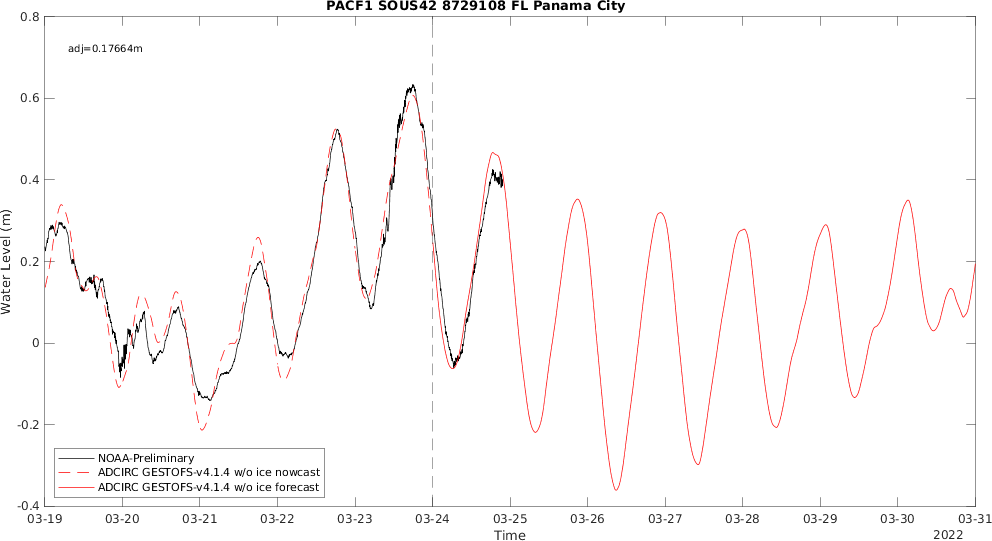 PACF1 SOUS42 8729108 FL Panama City
adj=0.17664m
0.8
0.6
0.4
0.2
0
-0.2
-0.4
Water Level (m)
NOAA-Preliminary
ADCIRC GESTOFS-v4.1.4 w/o ice nowcast
ADCIRC GESTOFS-v4.1.4 w/o ice forecast
03-19 03-20 03-21 03-22 03-23 03-24 03-25 03-26 03-27 03-28 03-29 03-30 03-31
Time
2022